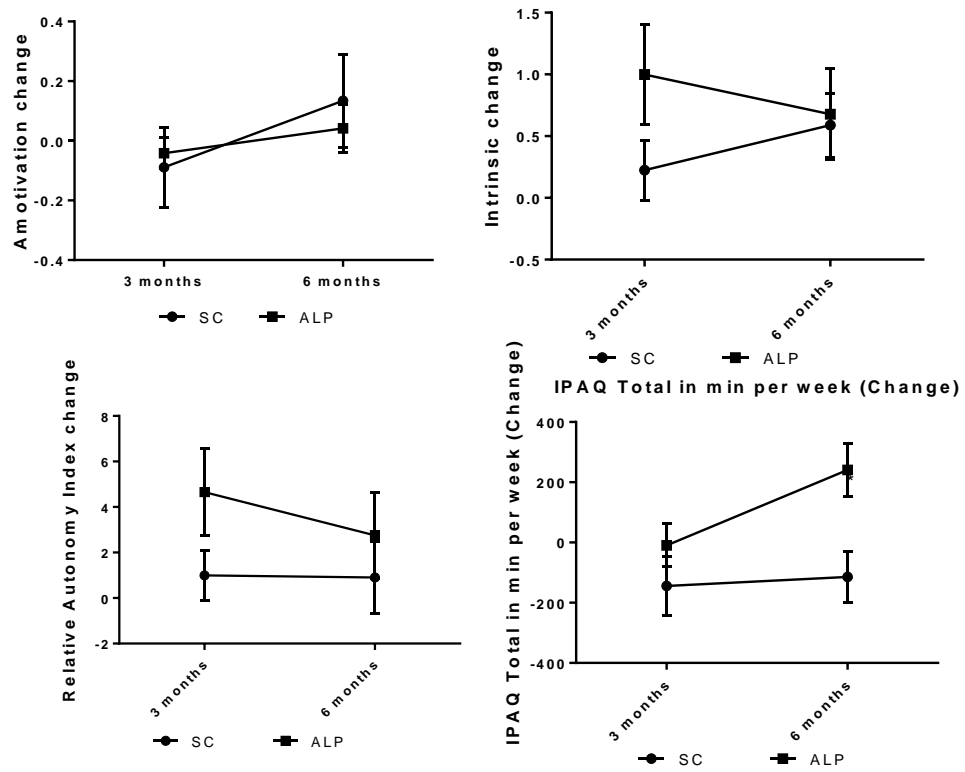 Amotivation change
0.4
0.2
0.0
-0.2
-0.4
3 months
6 months
SC
ALP
Intrinsic change
1.5
1.0
0.5
0.0
-0.5
3 months
6 months
SC
ALP
Relative Autonomy Index change
8
6
4
2
0
-2
3 months
6 months
SC
ALP
IPAQ Total in min per week (Change)
IPAQ Total in min per week (Change)
400
200
0
-200
-400
*
3 months
6 months
SC
ALP